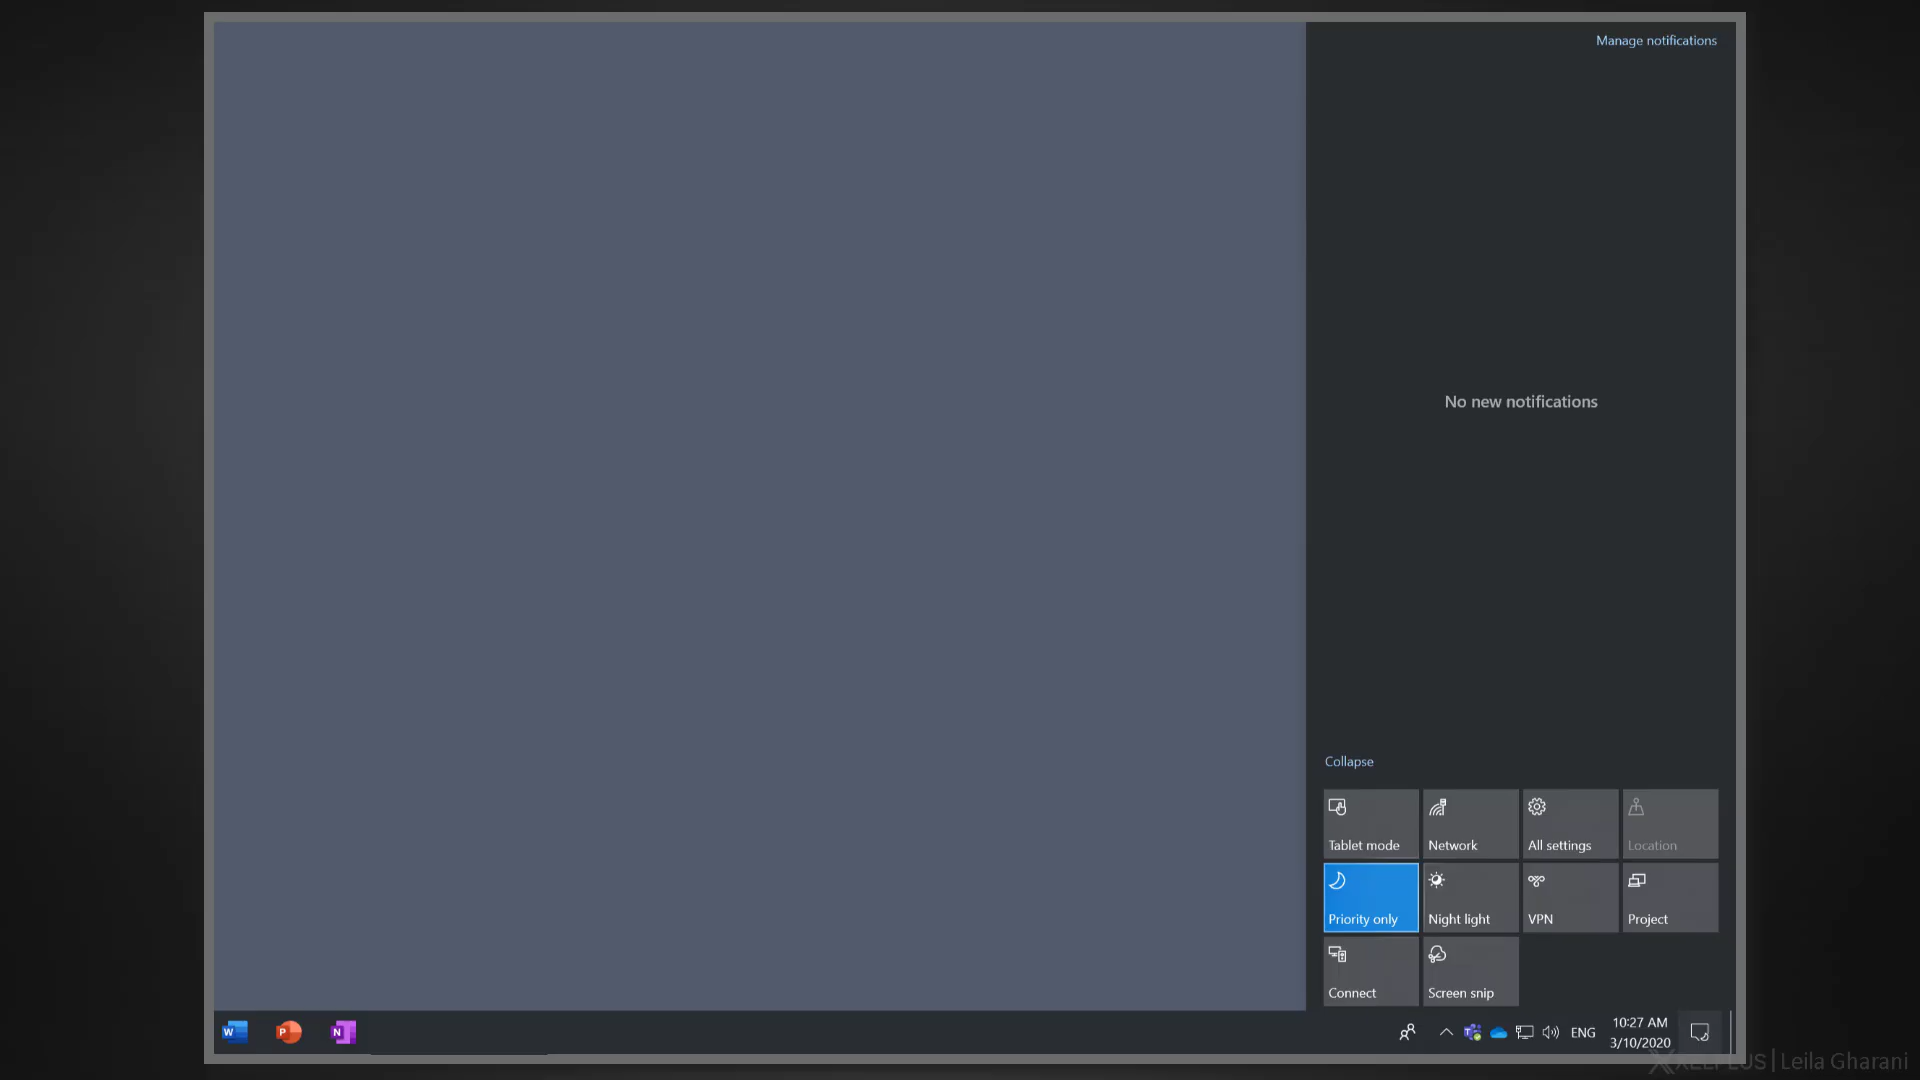 Manage notifications
No new notifications
Collapse
Tablet mode
Network
All settings
Location
Priority only
Night light
VPN
Project
Connect
Screen snip
W
P
N
T
ENG
10:27 AM
3/10/2020
XELPLUS | Leila Gharani